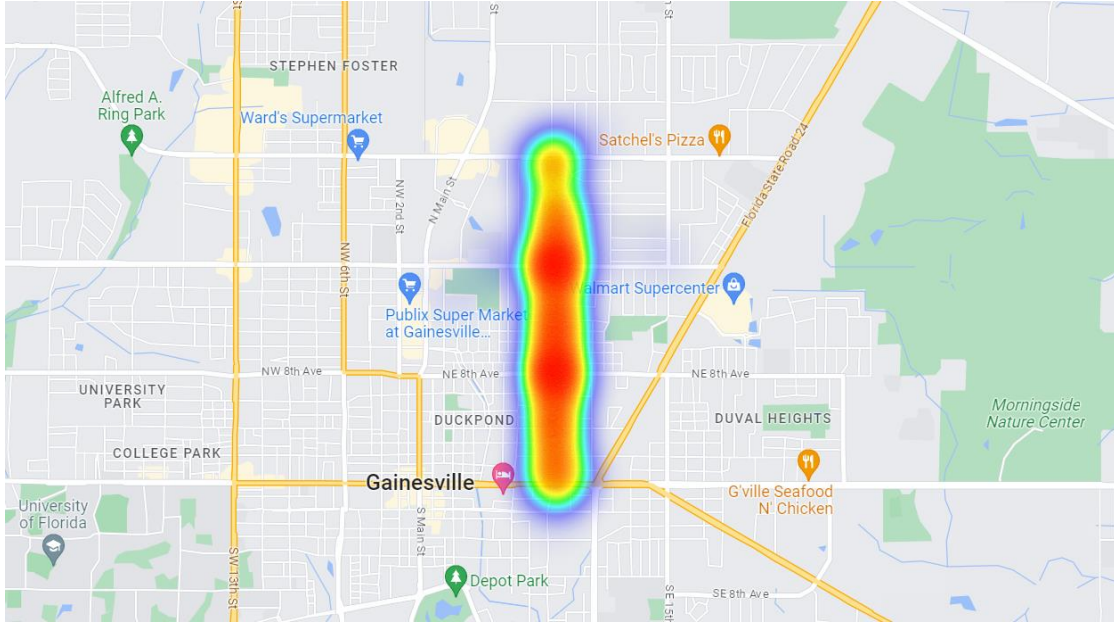 St
St
St
STEPHEN FOSTER
Alfred A.
Ring Park
Ward's Supermarket
Satchel's Pizza
Florida State Road 24
NW 2nd St
N Main St
NW 6th St
almart Supercenter
Publix Super Market
at Gainesville...
NW 8th Ave
NE 8th Ave
NE 8th Ave
UNIVERSITY
PARK
DUCKPOND
DUVAL HEIGHTS
Morningside
Nature Center
COLLEGE PARK
Gainesville
G'ville Seafood
N' Chicken
University
of Florida
S Main St
SW 13th St
Depot Park
SE 15th
SE 8th Ave